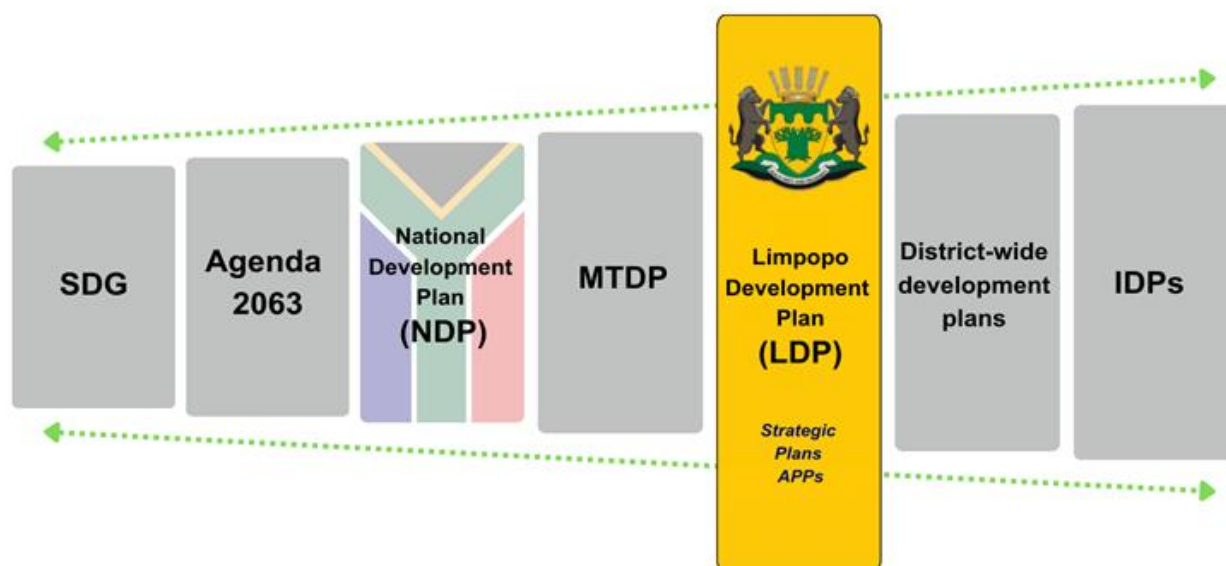 SDG
Agenda
2063
National
Development
Plan
(NDP)
MTDP
Limpopo
Development
Plan
(LDP)
Strategic
Plans
APPs
District-wide
development
plans
IDPs